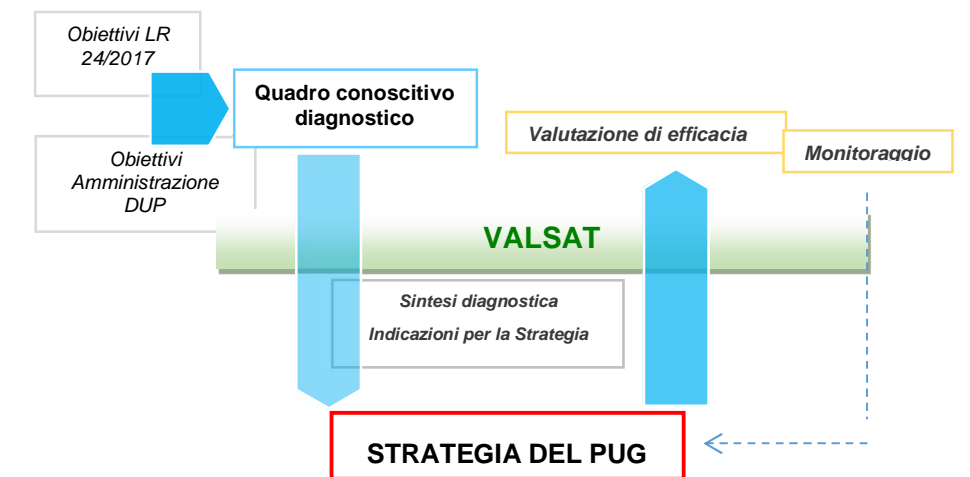 Obiettivi LR
24/2017
Quadro conoscitivo
diagnostico
Obiettivi
Amministrazione
DUP
Valutazione di efficacia
Monitoraggio
VALSAT
Sintesi diagnostica
Indicazioni per la Strategia
STRATEGIA DEL PUG